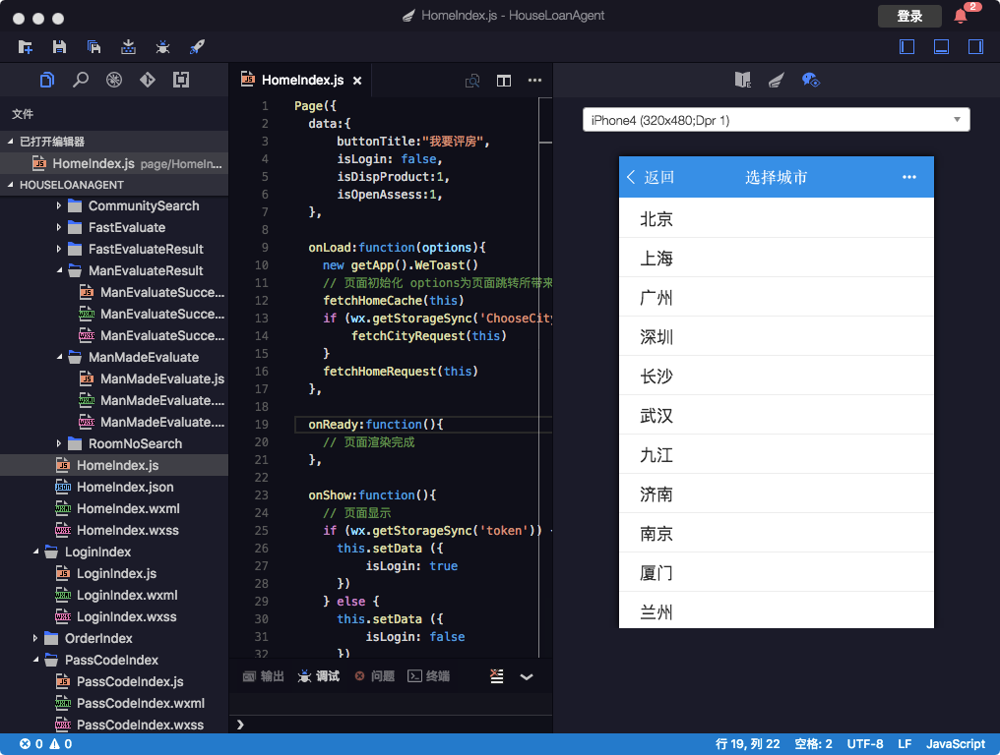 HomeIndex.js - HouseLoanAgent
登录
2
文件
已打开编辑器
HomeIndex.js page/HomeIn...
HOUSELOANAGENT
CommunitySearch
FastEvaluate
FastEvaluateResult
ManEvaluateResult
ManEvaluateSucce...
ManEvaluateSucce...
ManEvaluateSucce...
ManMadeEvaluate
ManMadeEvaluate.js
ManMadeEvaluate....
ManMadeEvaluate....
RoomNoSearch
HomeIndex.js
HomeIndex.json
HomeIndex.wxml
HomeIndex.wxss
LoginIndex
LoginIndex.js
LoginIndex.wxml
LoginIndex.wxss
OrderIndex
PassCodeIndex
PassCodeIndex.js
PassCodeIndex.wxml
PassCodeIndex.wxss
HomeIndex.js
1 Page({
2 data:{
3 buttonTitle:"我要评房",
4 isLogin: false,
5 isDispProduct:1,
6 isOpenAssess:1,
7 },
8
9 onLoad:function(options){
10 new getApp().WeToast()
11 // 页面初始化 options为页面跳转所带来
12 fetchHomeCache(this)
13 if (wx.getStorageSync('ChooseCity
14 fetchCityRequest(this)
15 }
16 fetchHomeRequest(this)
17 },
18
19 onReady:function(){
20 // 页面渲染完成
21 },
22
23 onShow:function(){
24 // 页面显示
25 if (wx.getStorageSync('token'))
26 this.setData ({
27 isLogin: true
28 })
29 } else {
30 this.setData ({
31 isLogin: false
32 })
输出 调试 问题 终端
iPhone4 (320x480;Dpr 1)
返回 选择城市
北京
上海
广州
深圳
长沙
武汉
九江
济南
南京
厦门
兰州
0 0
行 19, 列 22 空格: 2 UTF-8 LF JavaScript